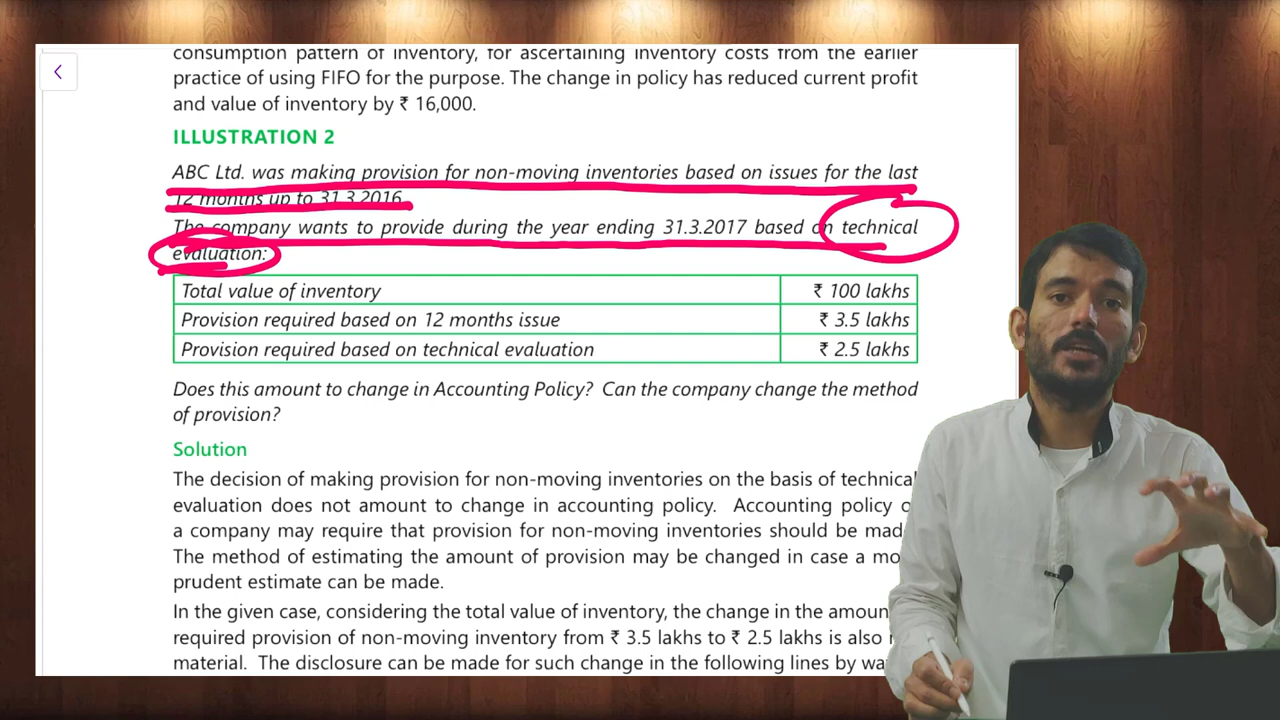 consumption pattern of inventory, for ascertaining inventory costs from the earlier
practice of using FIFO for the purpose. The change in policy has reduced current profit
and value of inventory by ₹ 16,000.
ILLUSTRATION 2
ABC Ltd. was making provision for non-moving inventories based on issues for the last
12 months up to 31.3.2016.
The company wants to provide during the year ending 31.3.2017 based on technical
evaluation:
Total value of inventory ₹ 100 lakhs
Provision required based on 12 months issue ₹ 3.5 lakhs
Provision required based on technical evaluation ₹ 2.5 lakhs
Does this amount to change in Accounting Policy? Can the company change the method
of provision?
Solution
The decision of making provision for non-moving inventories on the basis of technical
evaluation does not amount to change in accounting policy. Accounting policy
a company may require that provision for non-moving inventories should be
The method of estimating the amount of provision may be changed in case a
prudent estimate can be made.
In the given case, considering the total value of inventory, the change in the
required provision of non-moving inventory from ₹ 3.5 lakhs to ₹ 2.5 lakhs is also
material. The disclosure can be made for such change in the following lines by